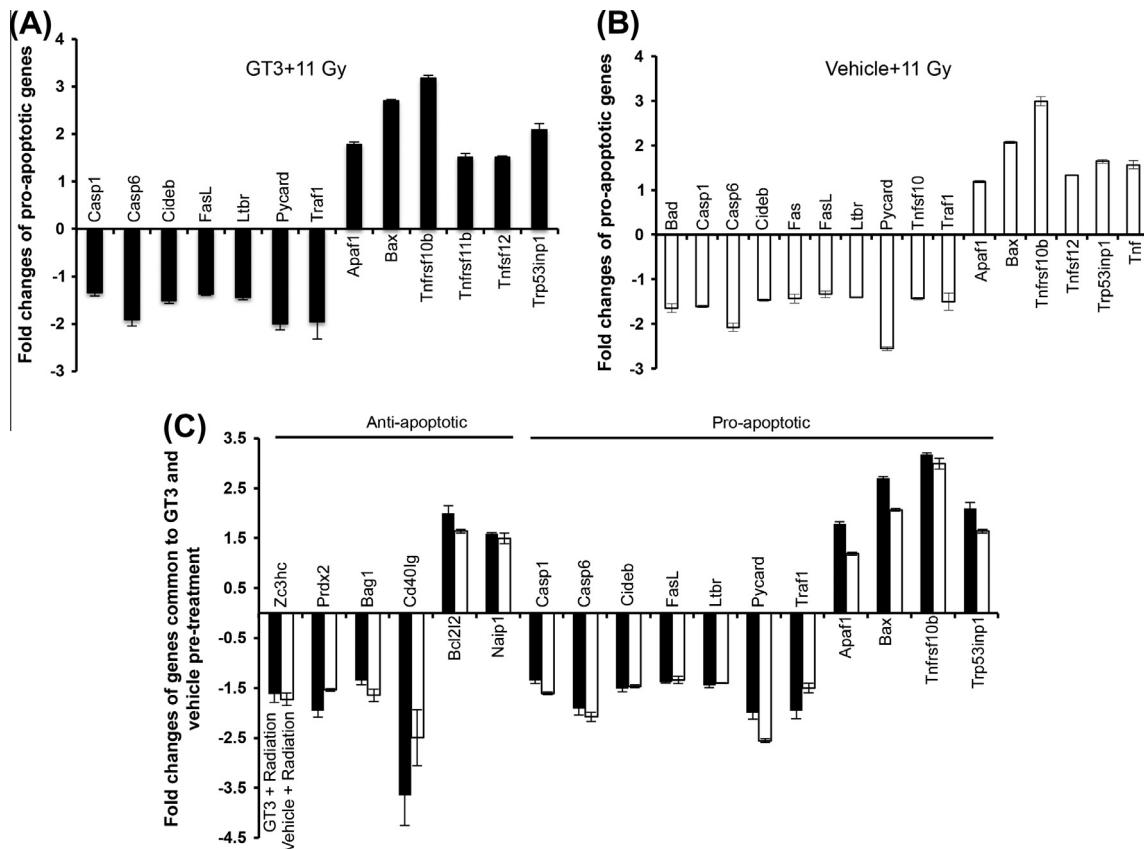 (A)
GT3+11 Gy
Fold changes of pro-apoptotic genes
4
3
2
1
0
-1
-2
-3
Casp1
Casp6
Cideb
FasL
Ltbr
Pycard
Traf1
Apaf1
Bax
Tnfrsf10b
Tnfrsf11b
Tnfsf12
Trp53inp1
(B)
Vehicle+11 Gy
Fold changes of pro-apoptotic genes
4
3
2
1
0
-1
-2
-3
Bad
Casp1
Casp6
Cideb
Fas
FasL
Ltbr
Pycard
Tnfsf10
Traf1
Apaf1
Bax
Tnfrsf10b
Tnfsf12
Trp53inp1
Tnf
(C)
Anti-apoptotic
Pro-apoptotic
Fold changes of genes common to GT3 and
vehicle pre-treatment
3.5
2.5
1.5
0.5
-0.5
-1.5
-2.5
-3.5
-4.5
Zc3hc
Prdx2
Bag1
Cd40lg
Bcl2l2
Naip1
Casp1
Casp6
Cideb
FasL
Ltbr
Pycard
Traf1
Apaf1
Bax
Tnfrsf10b
Trp53inp1
GT3 + Radiation
Vehicle + Radiation